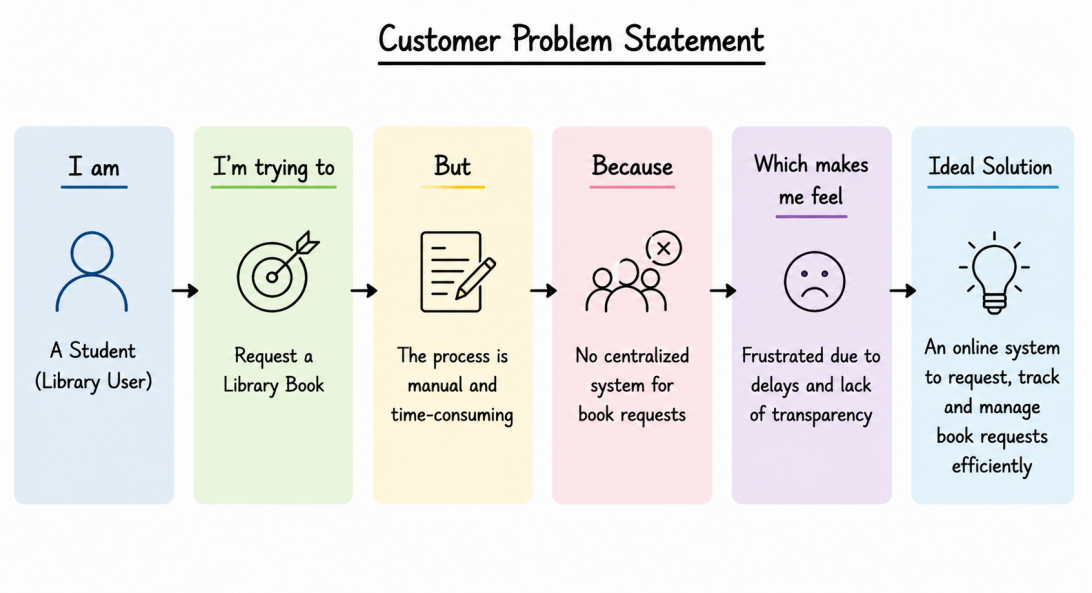 Customer Problem Statement
I am
A Student
(Library User)
I'm trying to
Request a
Library Book
But
The process is
manual and
time-consuming
Because
No centralized
system for
book requests
Which makes
me feel
Frustrated due to
delays and lack
of transparency
Ideal Solution
An online system
to request, track
and manage
book requests
efficiently